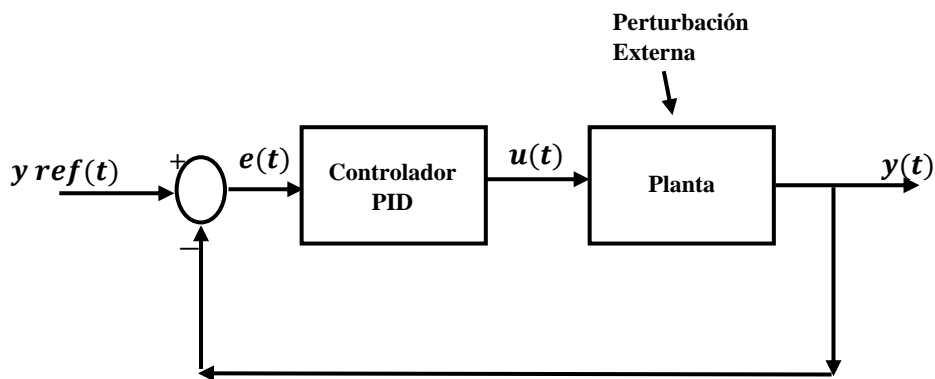 Perturbación
Externa
+
e(t)
u(t)
y(t)
y ref(t)
Controlador
PID
Planta
−